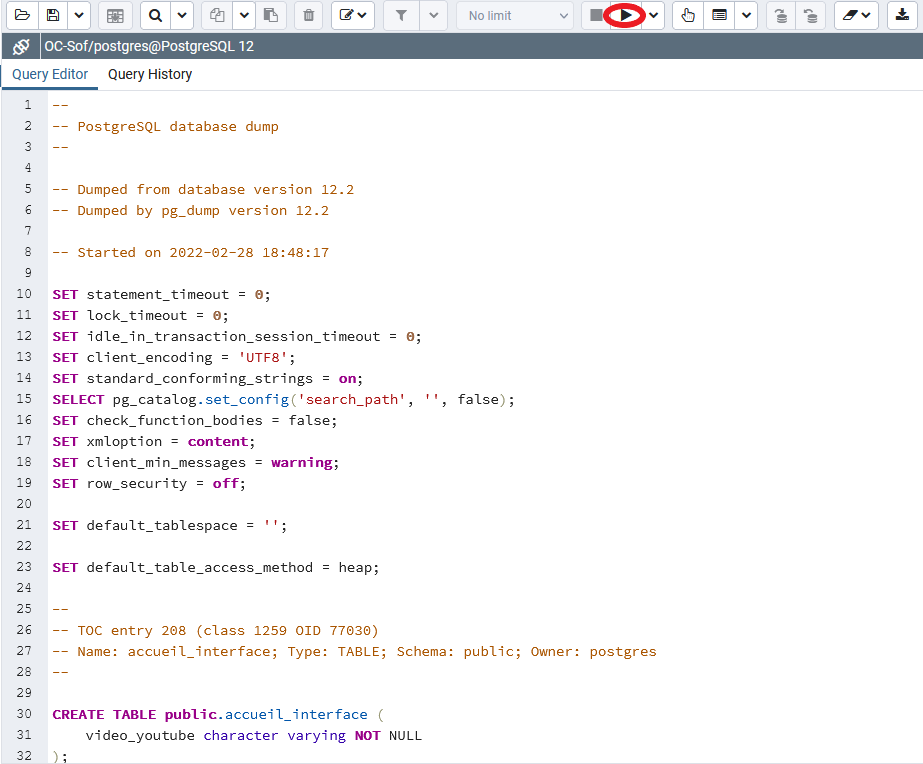 No limit
OC-Sof/postgres@PostgreSQL 12
Query Editor Query History
1 --
2 -- PostgreSQL database dump
3 --
4
5 -- Dumped from database version 12.2
6 -- Dumped by pg_dump version 12.2
7
8 -- Started on 2022-02-28 18:48:17
9
10 SET statement_timeout = 0;
11 SET lock_timeout = 0;
12 SET idle_in_transaction_session_timeout = 0;
13 SET client_encoding = 'UTF8';
14 SET standard_conforming_strings = on;
15 SELECT pg_catalog.set_config('search_path', '', false);
16 SET check_function_bodies = false;
17 SET xmloption = content;
18 SET client_min_messages = warning;
19 SET row_security = off;
20
21 SET default_tablespace = '';
22
23 SET default_table_access_method = heap;
24
25 --
26 -- TOC entry 208 (class 1259 OID 77030)
27 -- Name: accueil_interface; Type: TABLE; Schema: public; Owner: postgres
28 --
29
30 CREATE TABLE public.accueil_interface (
31 video_youtube character varying NOT NULL
32 );